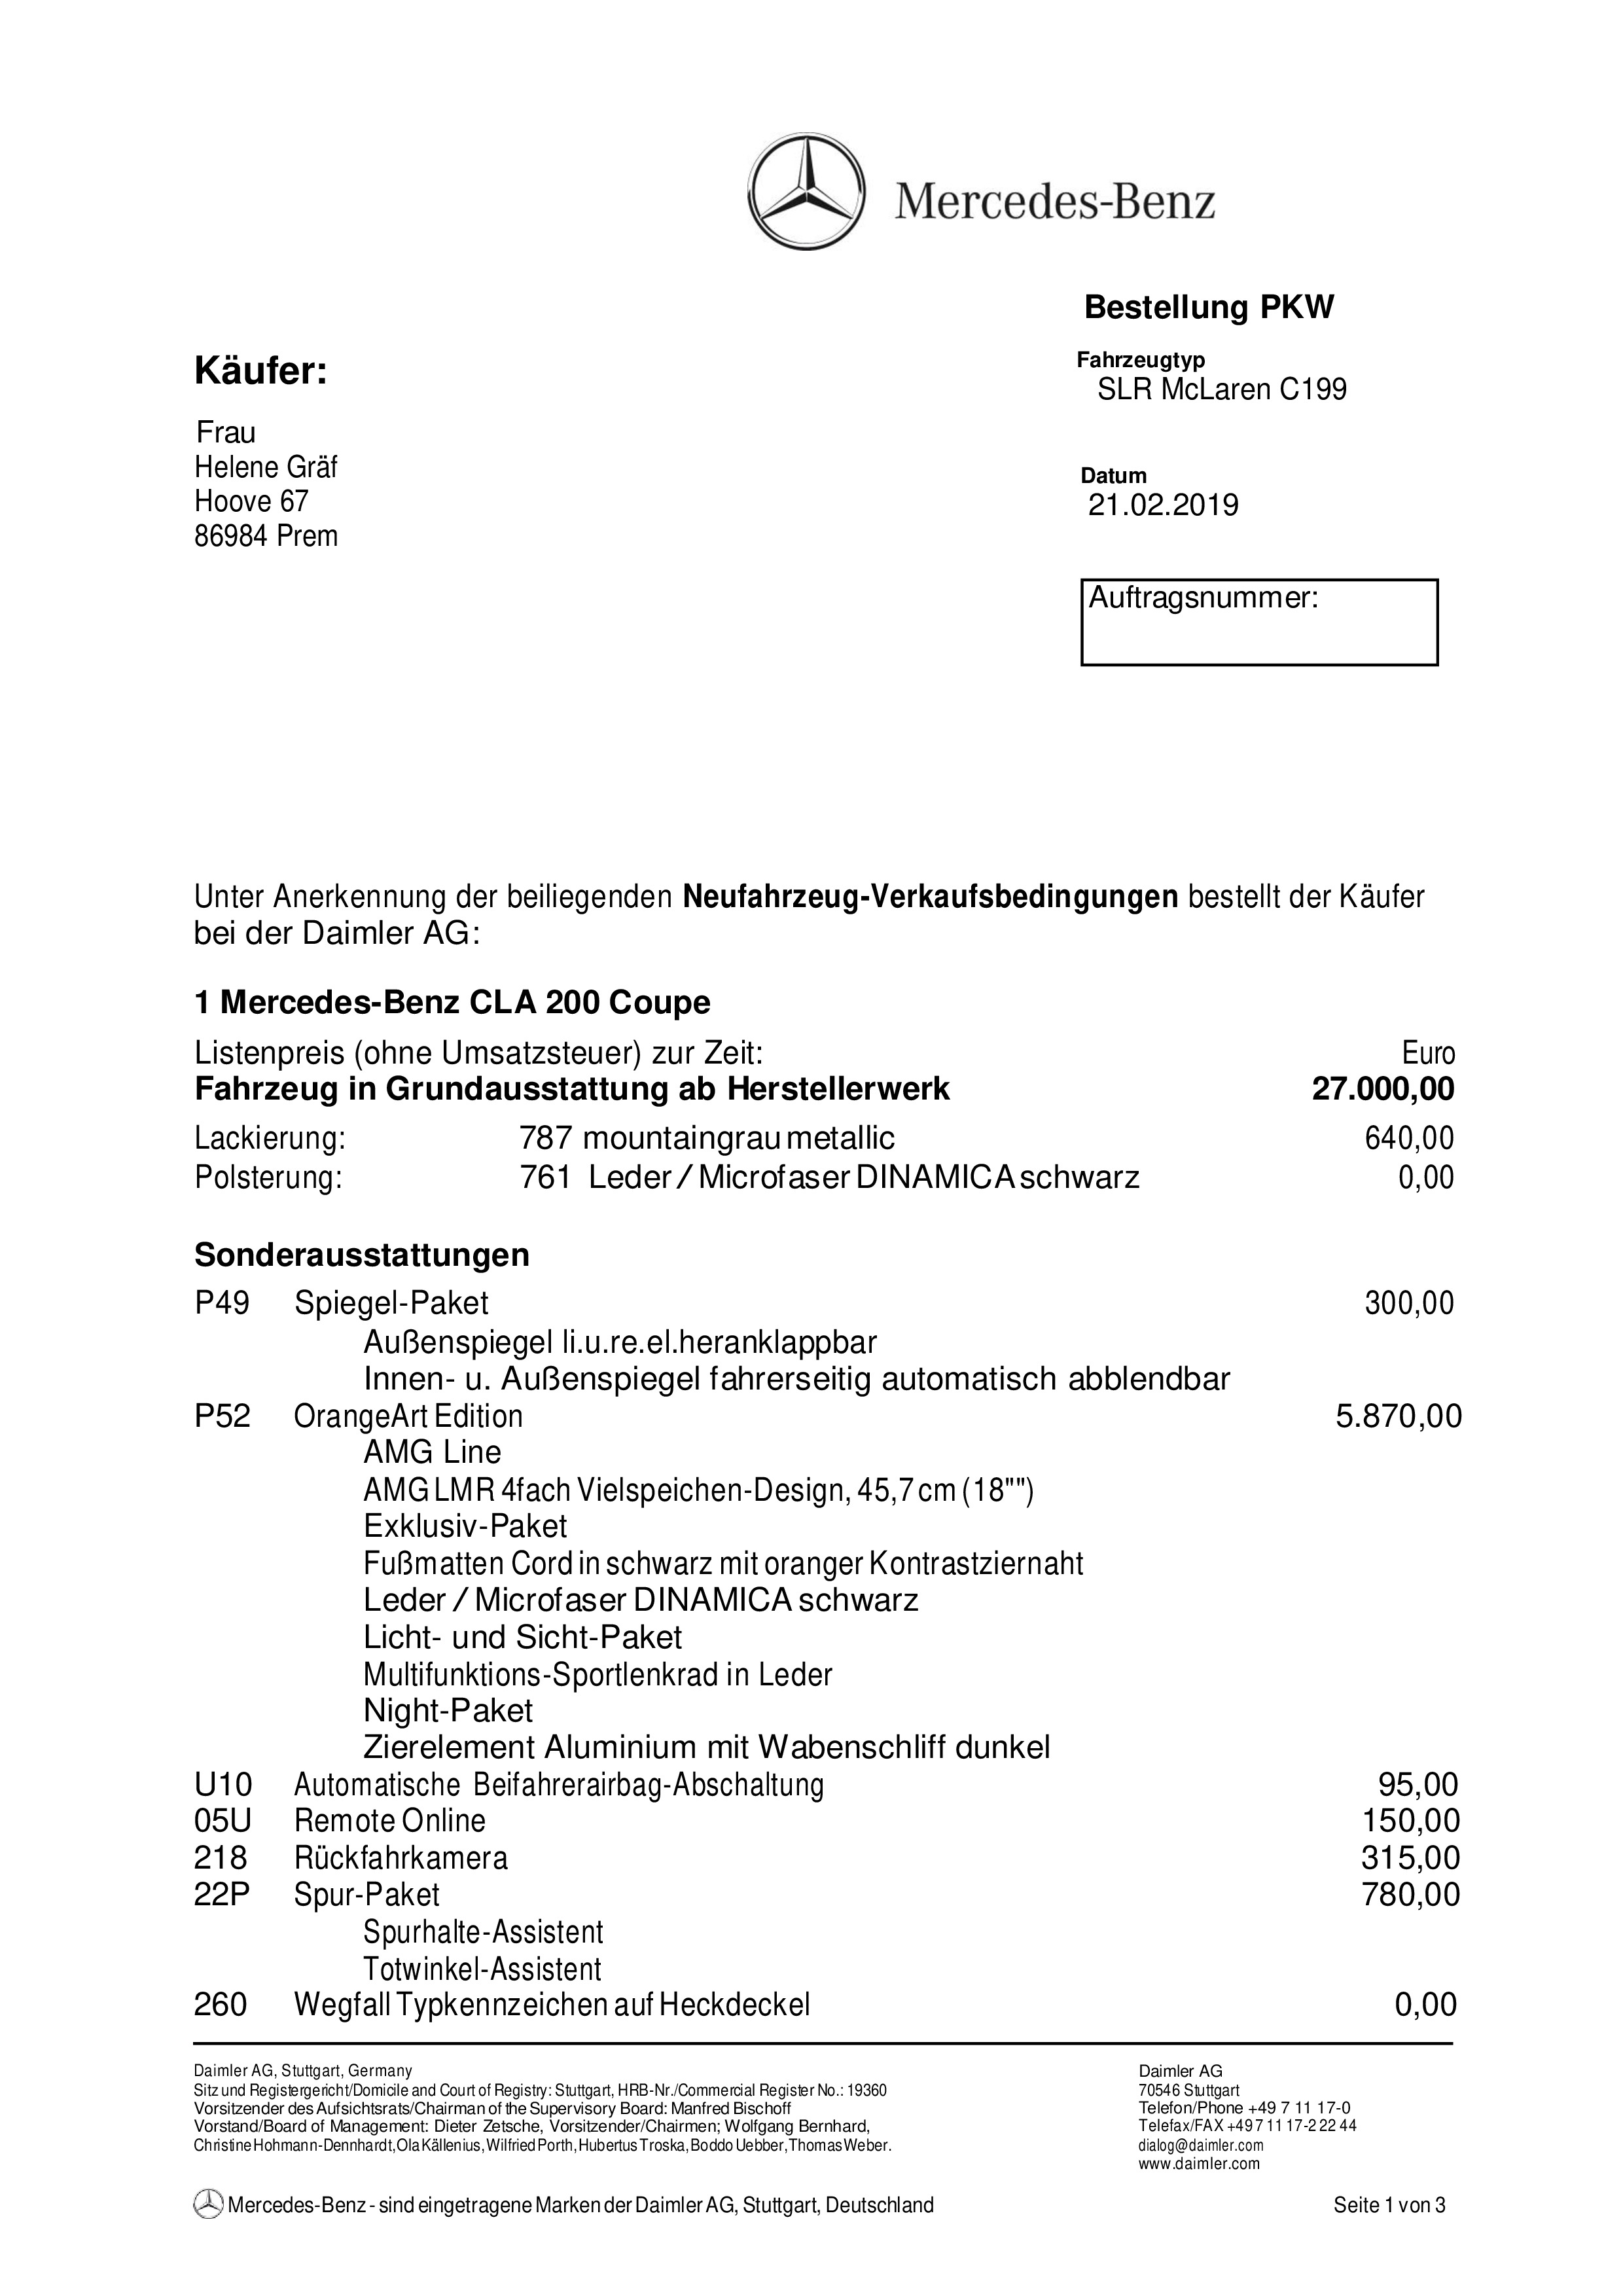 Mercedes-Benz
Bestellung PKW
Käufer:
Fahrzeugtyp
SLR McLaren C199
Frau
Helene Gräf
Hoove 67
86984 Prem
Datum
21.02.2019
Auftragsnummer:
Unter Anerkennung der beiliegenden Neufahrzeug-Verkaufsbedingungen bestellt der Käufer
bei der Daimler AG:
1 Mercedes-Benz CLA 200 Coupe
Listenpreis (ohne Umsatzsteuer) zur Zeit: Euro
Fahrzeug in Grundausstattung ab Herstellerwerk 27.000,00
Lackierung: 787 mountaingrau metallic 640,00
Polsterung: 761 Leder / Microfaser DINAMICA schwarz 0,00
Sonderausstattungen
P49 Spiegel-Paket 300,00
Außenspiegel li.u.re.el.heranklappbar
Innen- u. Außenspiegel fahrerseitig automatisch abblendbar
P52 OrangeArt Edition 5.870,00
AMG Line
AMG LMR 4fach Vielspeichen-Design, 45,7 cm (18"")
Exklusiv-Paket
Fußmatten Cord in schwarz mit oranger Kontrastziernaht
Leder / Microfaser DINAMICA schwarz
Licht- und Sicht-Paket
Multifunktions-Sportlenkrad in Leder
Night-Paket
Zierelement Aluminium mit Wabenschliff dunkel
U10 Automatische Beifahrerairbag-Abschaltung 95,00
05U Remote Online 150,00
218 Rückfahrkamera 315,00
22P Spur-Paket 780,00
Spurhalte-Assistent
Totwinkel-Assistent
260 Wegfall Typkennzeichen auf Heckdeckel 0,00
Daimler AG, Stuttgart, Germany
Sitz und Registergericht/Domicile and Court of Registry: Stuttgart, HRB-Nr./Commercial Register No.: 19360
Vorsitzender des Aufsichtsrats/Chairman of the Supervisory Board: Manfred Bischoff
Vorstand/Board of Management: Dieter Zetsche, Vorsitzender/Chairmen; Wolfgang Bernhard,
Christine Hohmann-Dennhardt, Ola Källenius, Wilfried Porth, Hubertus Troska, Boddo Uebber, Thomas Weber.
Daimler AG
70546 Stuttgart
Telefon/Phone +49 7 11 17-0
Telefax/FAX +49 7 11 17-2 22 44
dialog@daimler.com
www.daimler.com
Mercedes-Benz - sind eingetragene Marken der Daimler AG, Stuttgart, Deutschland
Seite 1 von 3